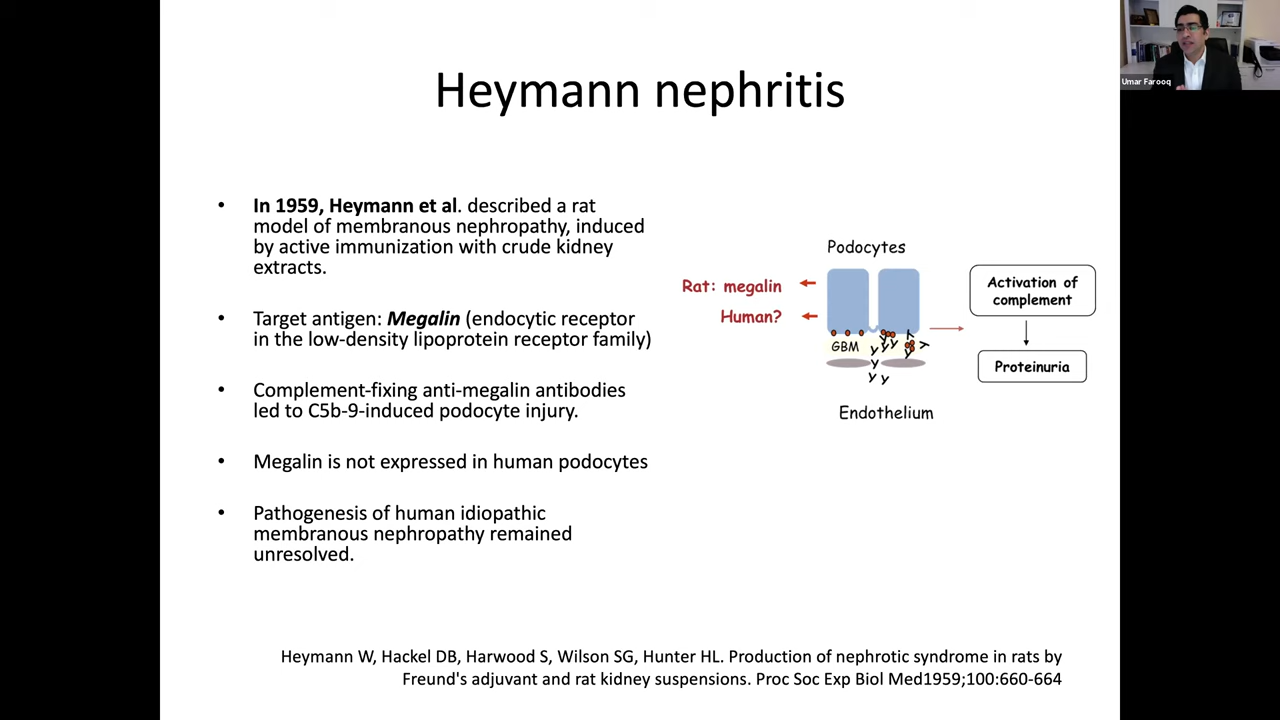 Umar Farooq
Heymann nephritis
• In 1959, Heymann et al. described a rat
model of membranous nephropathy, induced
by active immunization with crude kidney
extracts.
• Target antigen: Megalin (endocytic receptor
in the low-density lipoprotein receptor family)
• Complement-fixing anti-megalin antibodies
led to C5b-9-induced podocyte injury.
• Megalin is not expressed in human podocytes
• Pathogenesis of human idiopathic
membranous nephropathy remained
unresolved.
Podocytes
Rat: megalin
Human?
GBM
Endothelium
Activation of
complement
Proteinuria
Heymann W, Hackel DB, Harwood S, Wilson SG, Hunter HL. Production of nephrotic syndrome in rats by
Freund's adjuvant and rat kidney suspensions. Proc Soc Exp Biol Med1959;100:660-664